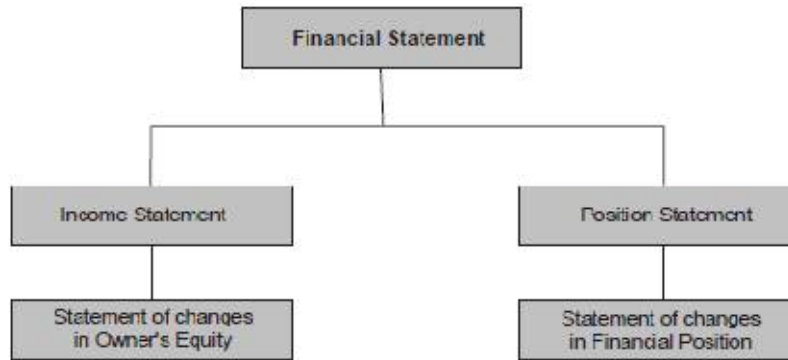 Financial Statement
Income Statement
Position Statement
Statement of changes
in Owner's Equity
Statement of changes
in Financial Position